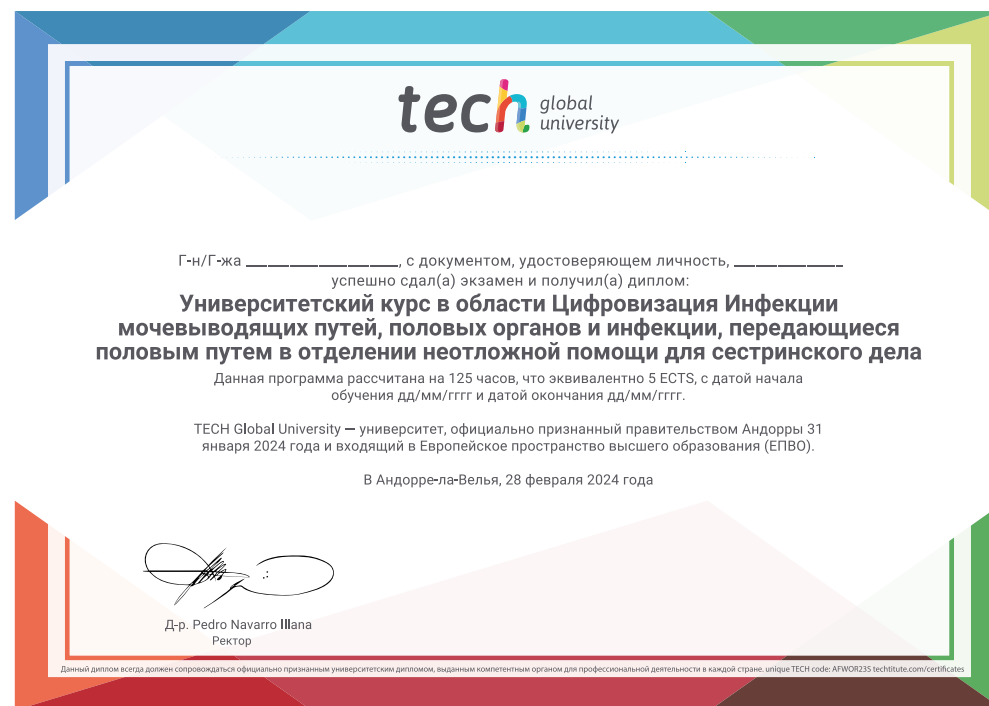 tech global university
Г-н/Г-жа ____________________, с документом, удостоверяющем личность, ______________
успешно сдал(а) экзамен и получил(а) диплом:
Университетский курс в области Цифровизация Инфекции
мочевыводящих путей, половых органов и инфекции, передающиеся
половым путем в отделении неотложной помощи для сестринского дела
Данная программа рассчитана на 125 часов, что эквивалентно 5 ECTS, с датой начала
обучения дд/мм/гггг и датой окончания дд/мм/гггг.
TECH Global University — университет, официально признанный правительством Андорры 31
января 2024 года и входящий в Европейское пространство высшего образования (ЕПВО).
В Андорре-ла-Велья, 28 февраля 2024 года
Д-р. Pedro Navarro Illana
Ректор
Данный диплом всегда должен сопровождаться официально признанным университетским дипломом, выданным компетентным органом для профессиональной деятельности в каждой стране. unique TECH code: AFWOR23S techtitute.com/certificates